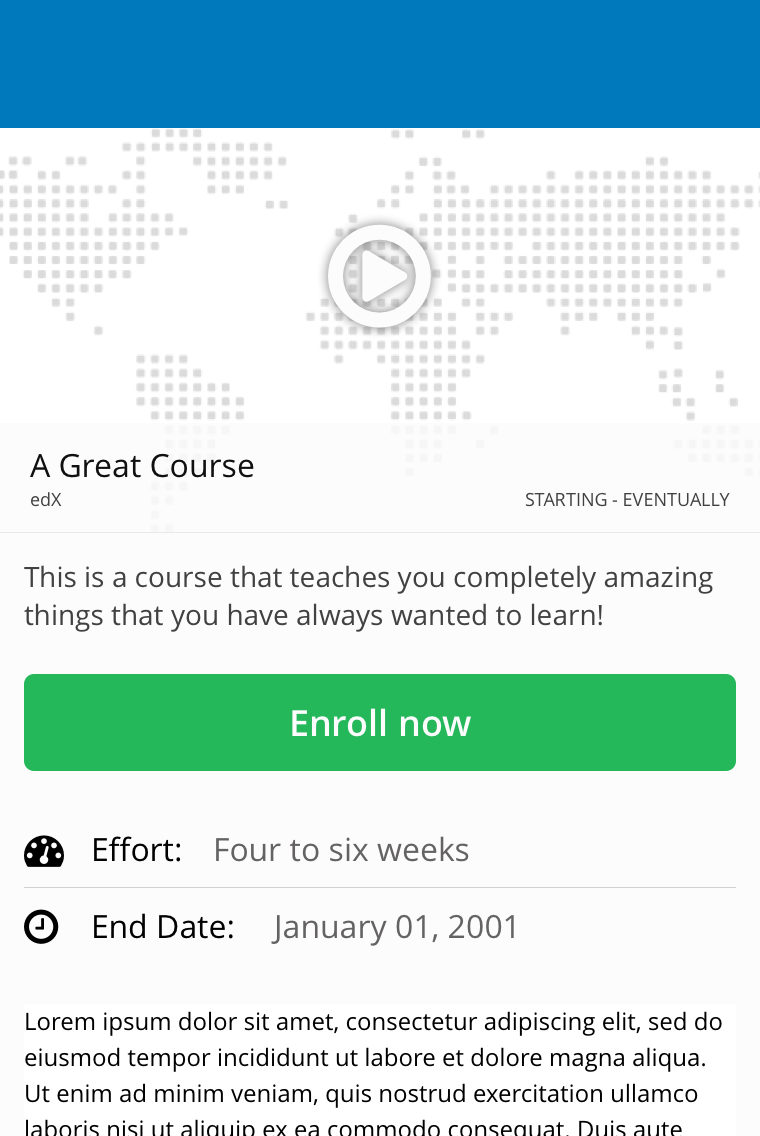 A Great Course
edX
STARTING - EVENTUALLY
This is a course that teaches you completely amazing
things that you have always wanted to learn!
Enroll now
Effort: Four to six weeks
End Date: January 01, 2001
Lorem ipsum dolor sit amet, consectetur adipiscing elit, sed do
eiusmod tempor incididunt ut labore et dolore magna aliqua.
Ut enim ad minim veniam, quis nostrud exercitation ullamco
laboris nisi ut aliquip ex ea commodo consequat. Duis aute